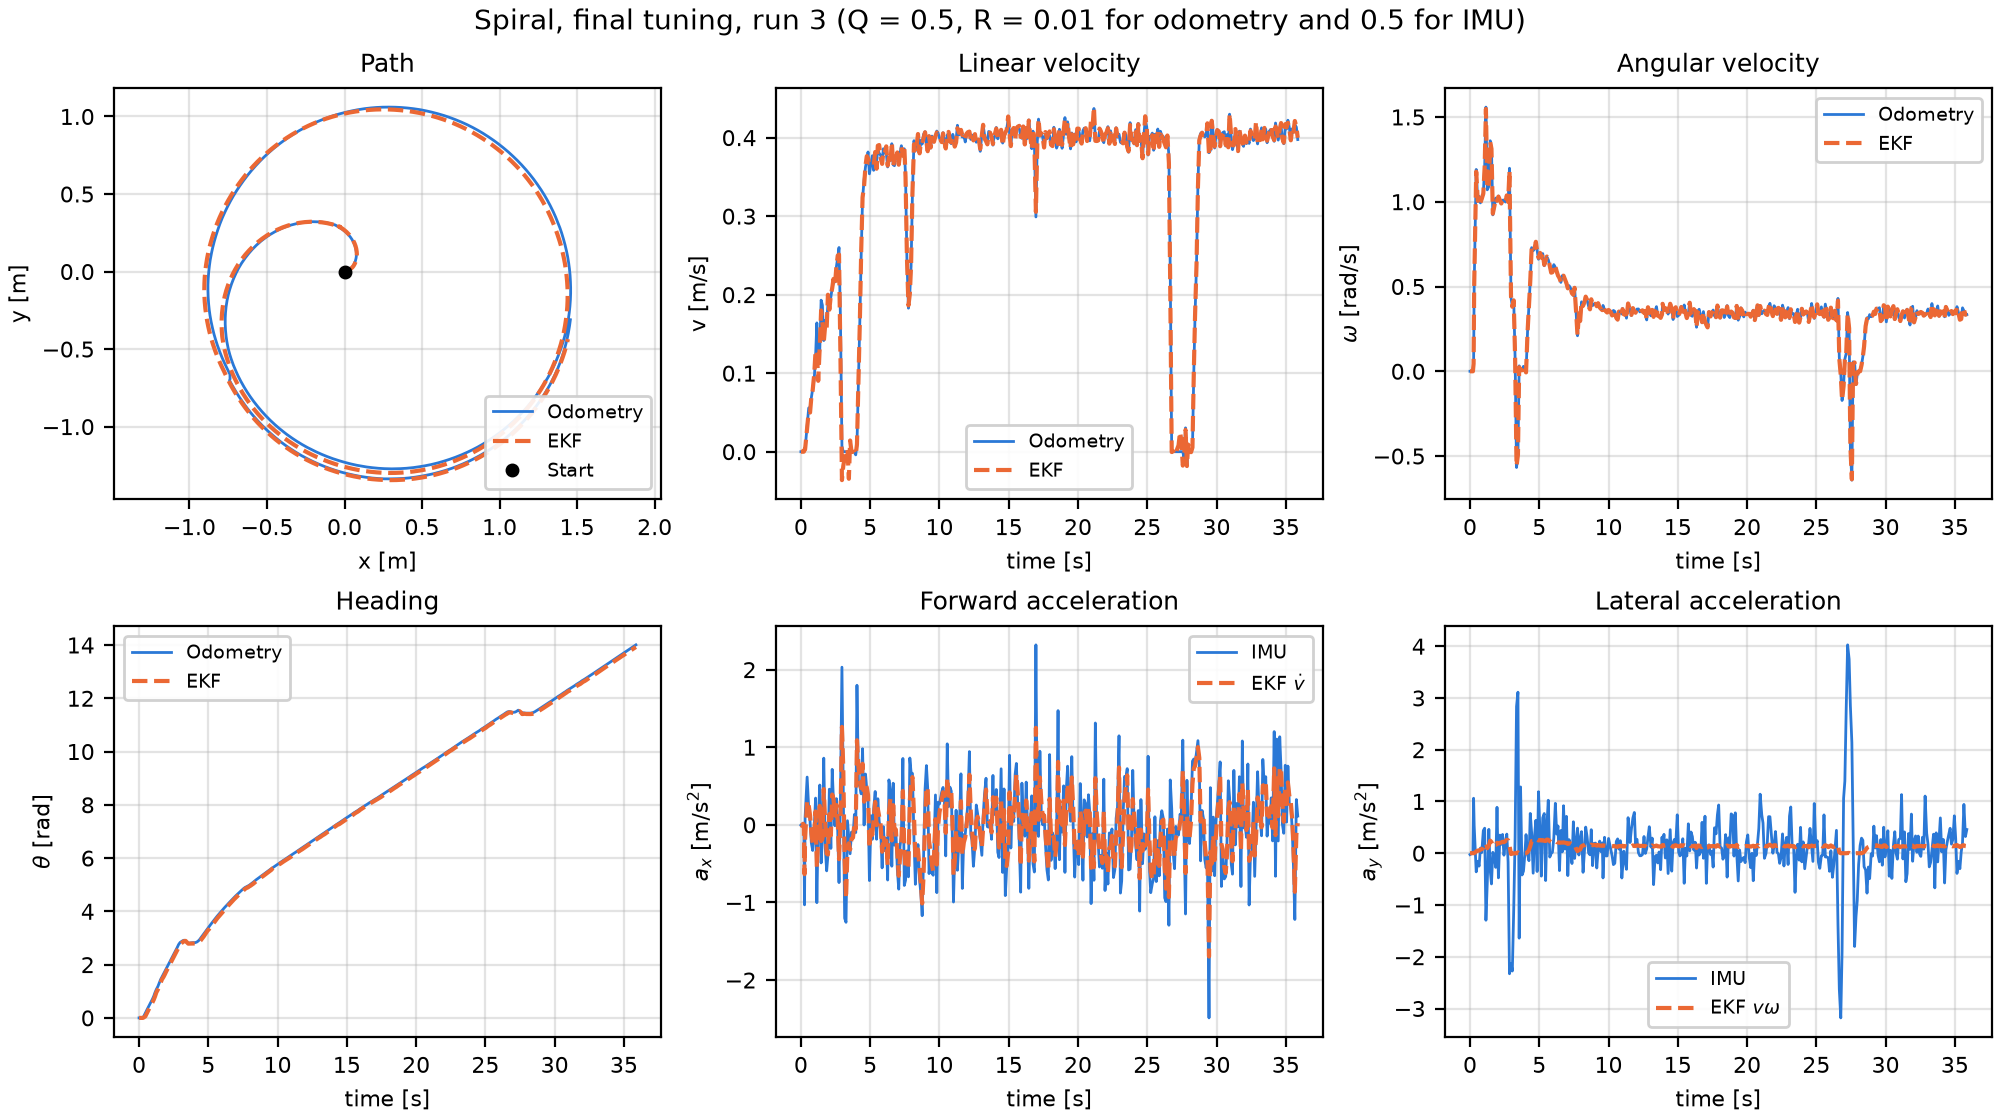 Spiral, final tuning, run 3 (Q = 0.5, R = 0.01 for odometry and 0.5 for IMU)
Path
1.0
0.5
0.0
−0.5
−1.0
y [m]
Odometry
EKF
Start
−1.0 −0.5 0.0 0.5 1.0 1.5 2.0
x [m]
Linear velocity
0.4
0.3
0.2
0.1
0.0
v [m/s]
Odometry
EKF
0 5 10 15 20 25 30 35
time [s]
Angular velocity
1.5
1.0
0.5
0.0
−0.5
ω [rad/s]
Odometry
EKF
0 5 10 15 20 25 30 35
time [s]
Heading
14
12
10
8
6
4
2
0
θ [rad]
Odometry
EKF
0 5 10 15 20 25 30 35
time [s]
Forward acceleration
2
1
0
−1
−2
aₓ [m/s²]
IMU
EKF v̇
0 5 10 15 20 25 30 35
time [s]
Lateral acceleration
4
3
2
1
0
−1
−2
−3
a_y [m/s²]
IMU
EKF vω
0 5 10 15 20 25 30 35
time [s]